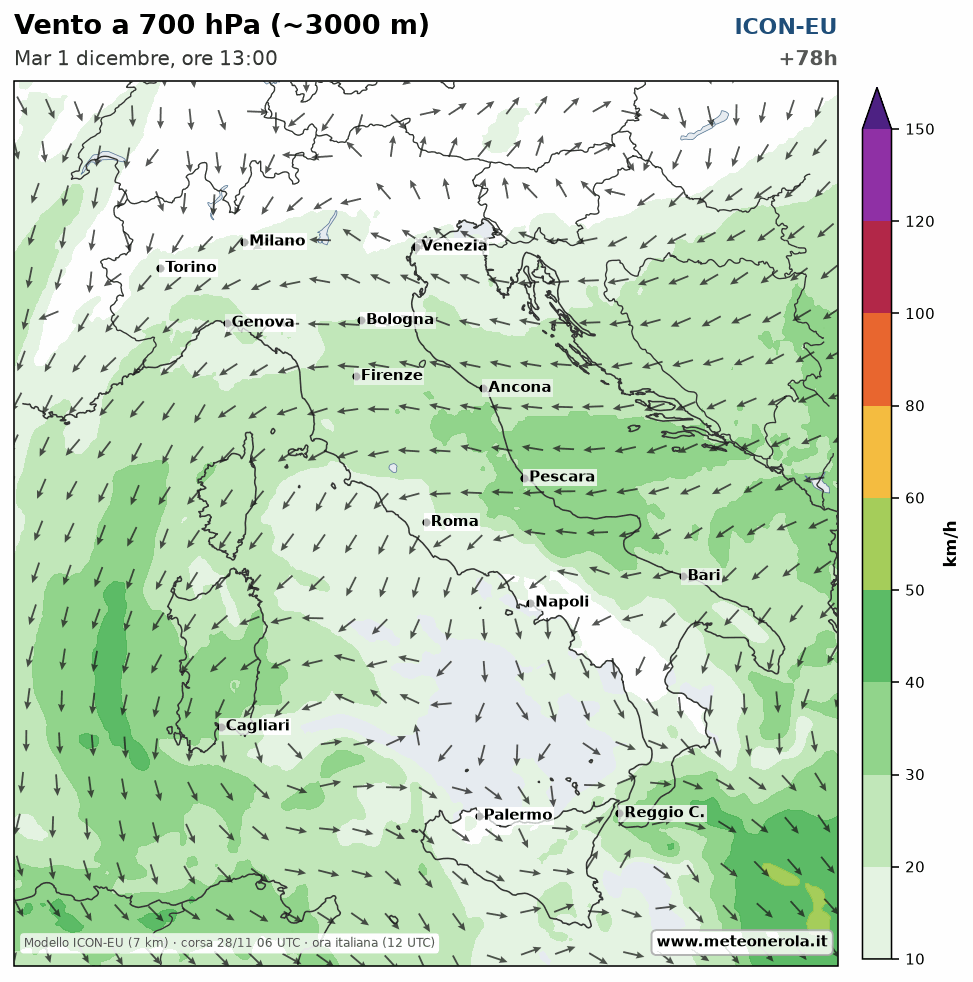 Vento a 700 hPa (~3000 m)
ICON-EU
Mar 1 dicembre, ore 13:00
+78h
150
120
100
80
60
50
40
30
20
10
km/h
Milano
Venezia
Torino
Genova
Bologna
Firenze
Ancona
Pescara
Roma
Bari
Napoli
Cagliari
Palermo
Reggio C.
Modello ICON-EU (7 km) · corsa 28/11 06 UTC · ora italiana (12 UTC)
www.meteonerola.it